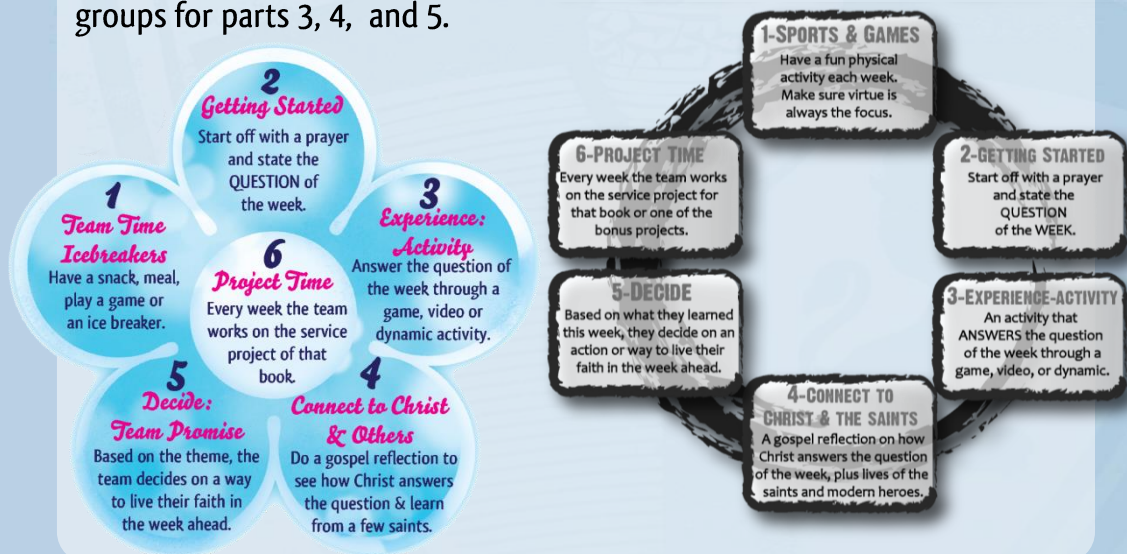 groups for parts 3, 4, and 5.
1
Team Time
Icebreakers
Have a snack, meal,
play a game or
an ice breaker.
2
Getting Started
Start off with a prayer
and state the
QUESTION of
the week.
3
Experience:
Activity
Answer the question of
the week through a
game, video or
dynamic activity.
4
Connect to Christ
& Others
Do a gospel reflection to
see how Christ answers
the question & learn
from a few saints.
5
Decide:
Team Promise
Based on the theme, the
team decides on a way
to live their faith in
the week ahead.
6
Project Time
Every week the team
works on the service
project of that
book.
1-SPORTS & GAMES
Have a fun physical
activity each week.
Make sure virtue is
always the focus.
2-GETTING STARTED
Start off with a prayer
and state the
QUESTION
of the WEEK.
3-EXPERIENCE-ACTIVITY
An activity that
ANSWERS the question
of the week through a
game, video, or dynamic.
4-CONNECT TO
CHRIST & THE SAINTS
A gospel reflection on how
Christ answers the question
of the week, plus lives of the
saints and modern heroes.
5-DECIDE
Based on what they learned
this week, they decide on an
action or way to live their
faith in the week ahead.
6-PROJECT TIME
Every week the team works
on the service project for
that book or one of the
bonus projects.